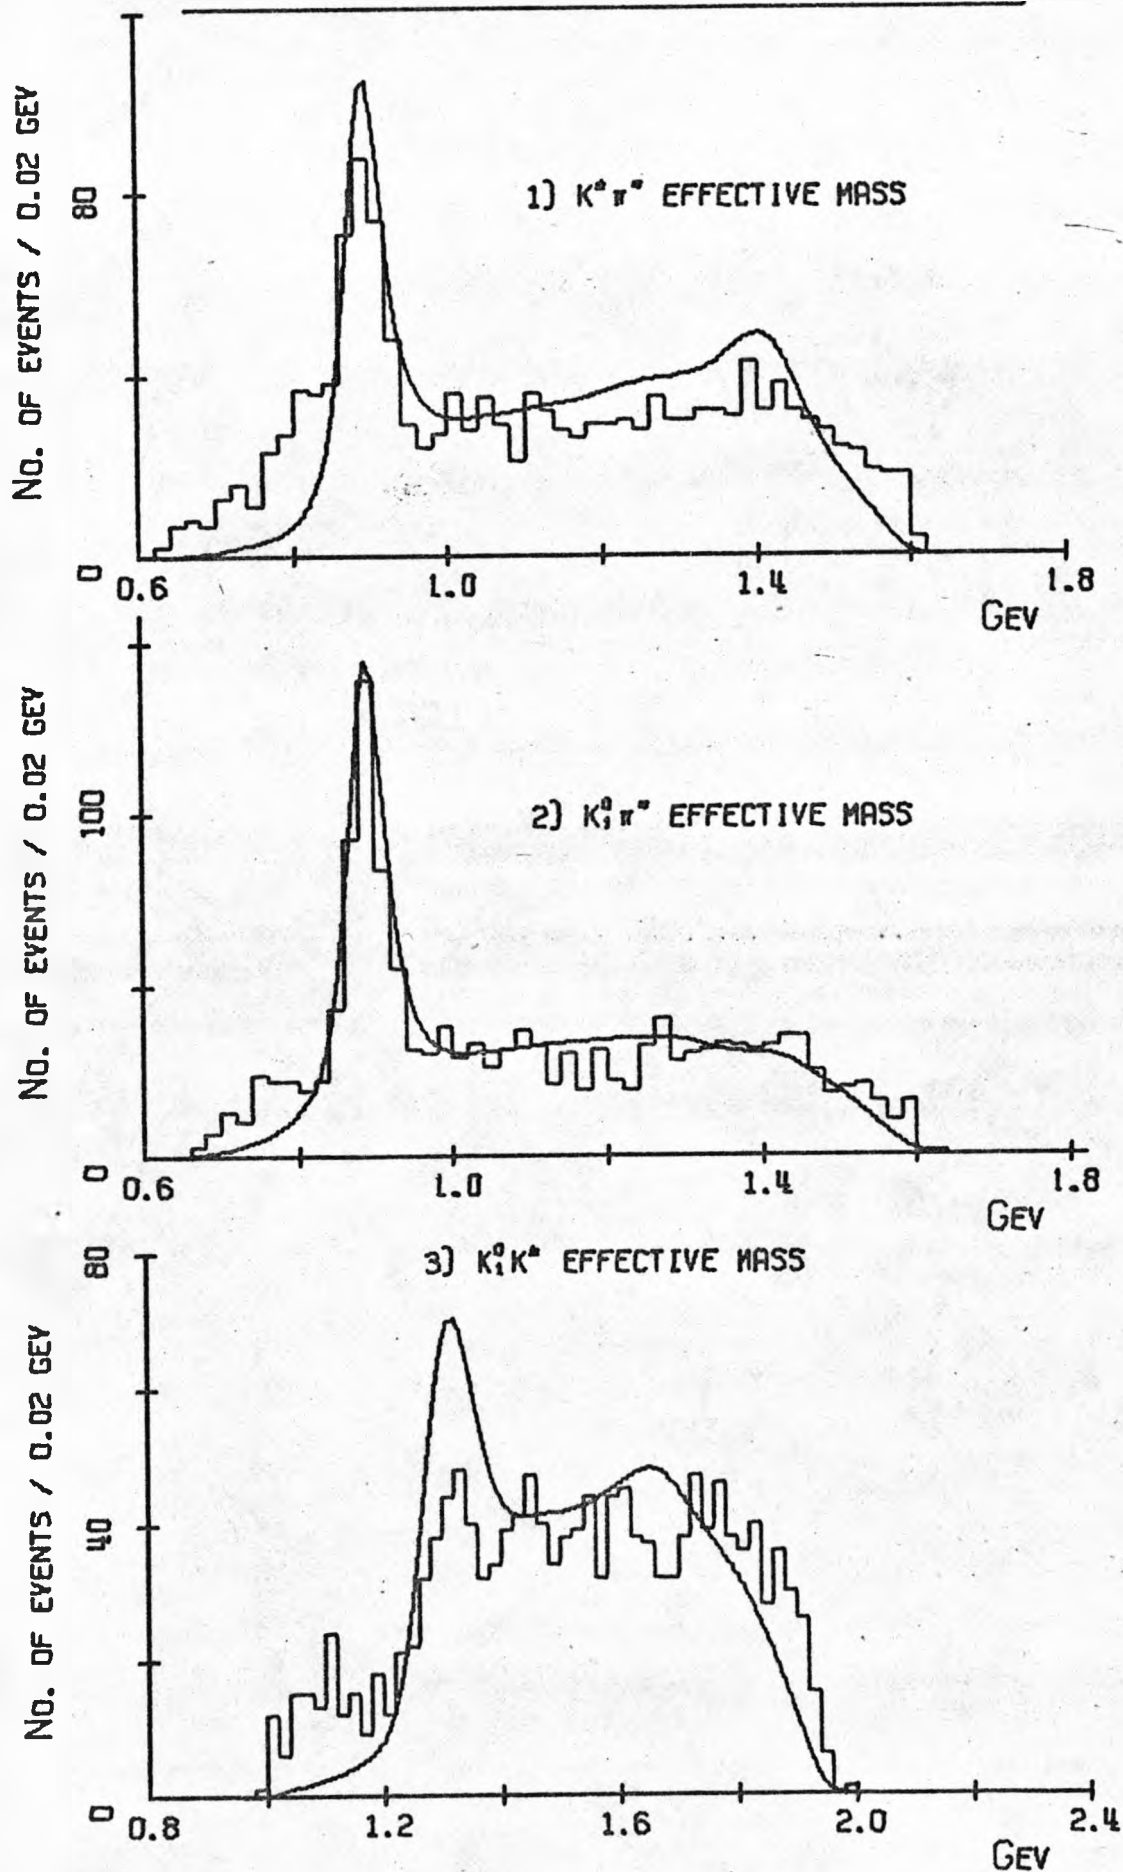 No. OF EVENTS / 0.02 GEV
80
0
1) K± π∓ EFFECTIVE MASS
0.6 1.0 1.4 1.8
GEV
No. OF EVENTS / 0.02 GEV
100
0
2) K⁰₁ π∓ EFFECTIVE MASS
0.6 1.0 1.4 1.8
GEV
No. OF EVENTS / 0.02 GEV
80
40
0
3) K⁰₁ K± EFFECTIVE MASS
0.8 1.2 1.6 2.0 2.4
GEV